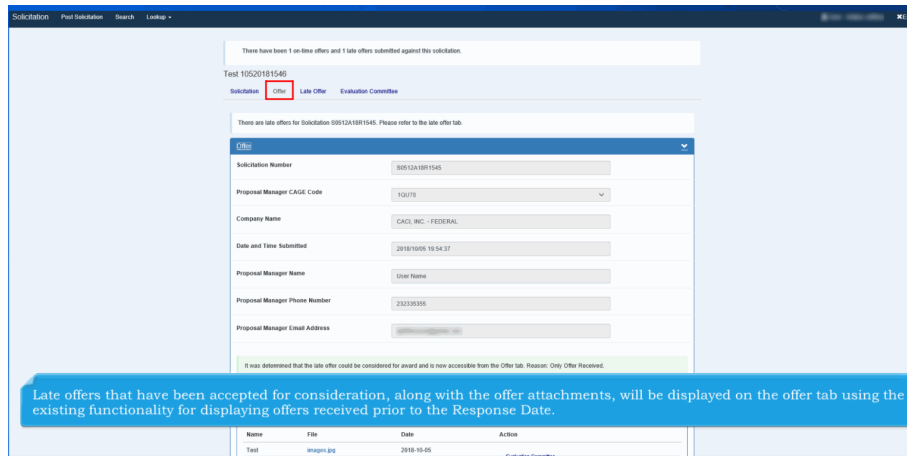 Solicitation Post Solicitation Search Lookup
There have been 1 on-time offers and 1 late offers submitted against this solicitation.
Test 10520181546
Solicitation Offer Late Offer Evaluation Committee
There are late offers for Solicitation S0512A18R1545. Please refer to the late offer tab.
Offer
Solicitation Number S0512A18R1545
Proposal Manager CAGE Code 1QU78
Company Name CACI, INC. - FEDERAL
Date and Time Submitted 2018/10/05 19:54:37
Proposal Manager Name User Name
Proposal Manager Phone Number 232335355
Proposal Manager Email Address
It was determined that the late offer could be considered for award and is now accessible from the Offer tab. Reason: Only Offer Received.
Late offers that have been accepted for consideration, along with the offer attachments, will be displayed on the offer tab using the
existing functionality for displaying offers received prior to the Response Date.
Name File Date Action
Test images.jpg 2018-10-05